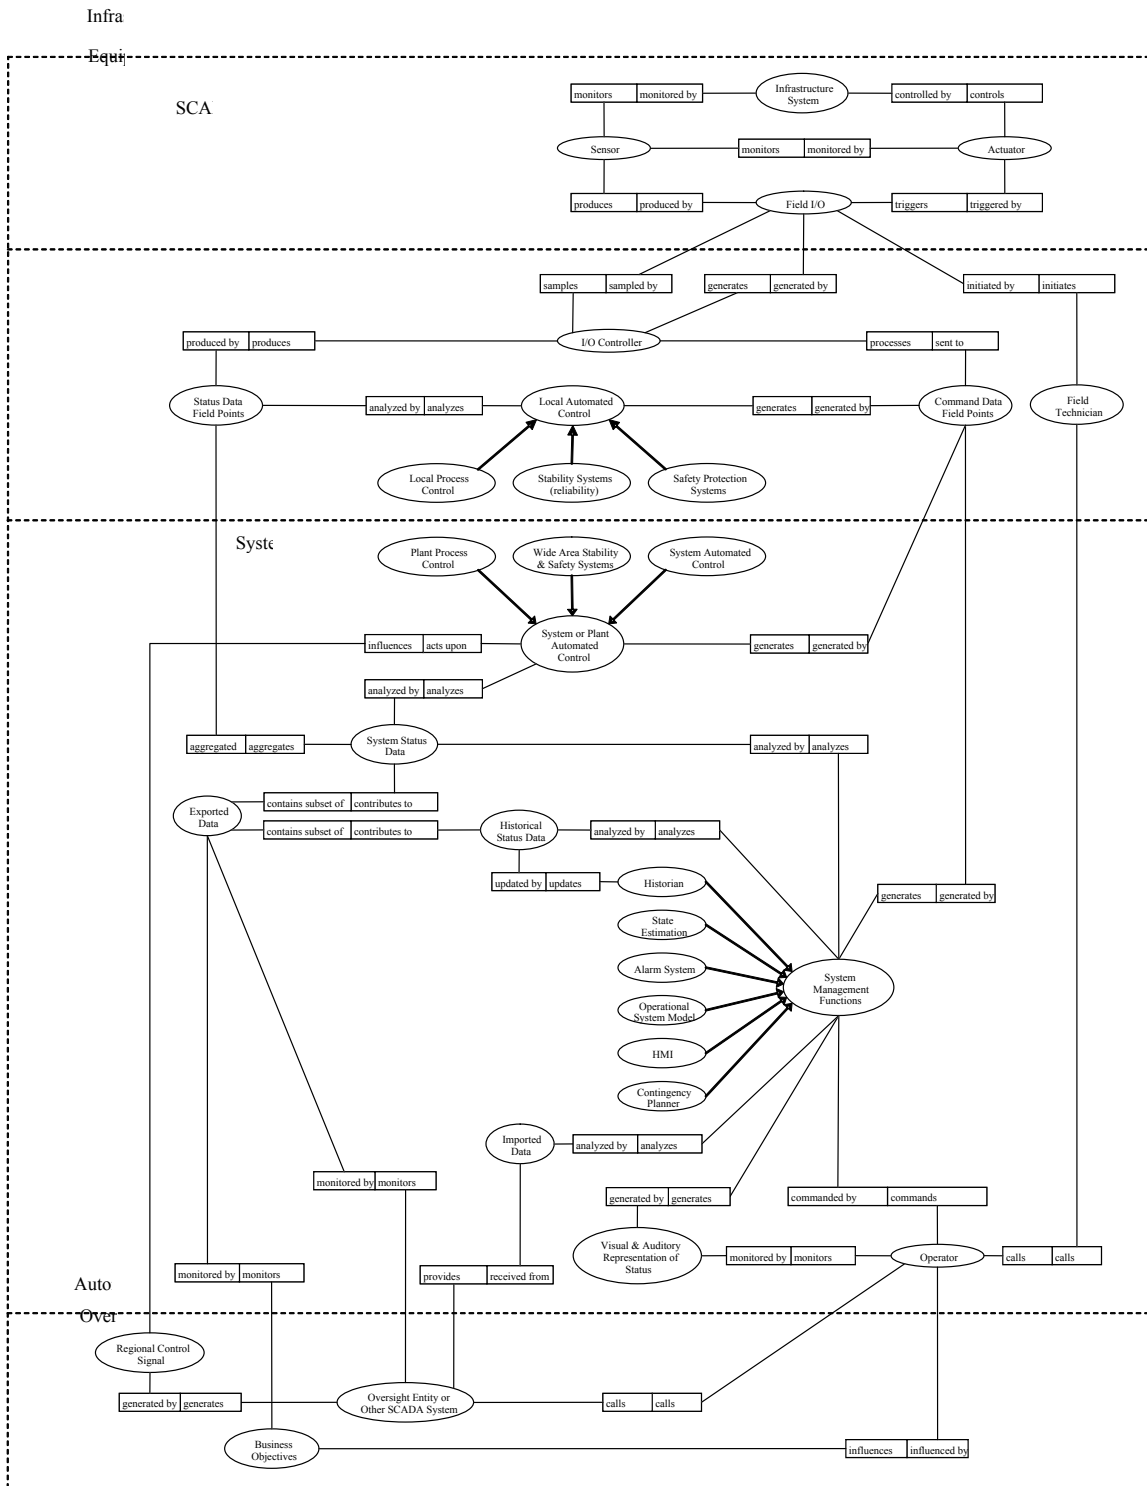 Infra
Equi
SCA
monitors monitored by
Infrastructure
System
controlled by controls
Sensor
monitors monitored by
Actuator
produces produced by
Field I/O
triggers triggered by
samples sampled by
generates generated by
initiated by initiates
produced by produces
I/O Controller
processes sent to
Status Data
Field Points
analyzed by analyzes
Local Automated
Control
generates generated by
Command Data
Field Points
Field
Technician
Local Process
Control
Stability Systems
(reliability)
Safety Protection
Systems
Syste
Plant Process
Control
Wide Area Stability
& Safety Systems
System Automated
Control
influences acts upon
System or Plant
Automated
Control
generates generated by
analyzed by analyzes
aggregated aggregates
System Status
Data
analyzed by analyzes
Exported
Data
contains subset of contributes to
contains subset of contributes to
Historical
Status Data
analyzed by analyzes
updated by updates
Historian
generates generated by
State
Estimation
Alarm System
System
Management
Functions
Operational
System Model
HMI
Contingency
Planner
Imported
Data
analyzed by analyzes
monitored by monitors
generated by generates
commanded by commands
Visual & Auditory
Representation of
Status
monitored by monitors
Operator
calls calls
monitored by monitors
provides received from
Auto
Over
Regional Control
Signal
generated by generates
Oversight Entity or
Other SCADA System
calls calls
Business
Objectives
influences influenced by